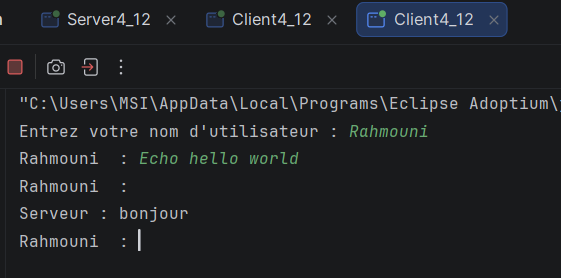 Server4_12 Client4_12 Client4_12
"C:\Users\MSI\AppData\Local\Programs\Eclipse Adoptium\
Entrez votre nom d'utilisateur : Rahmouni
Rahmouni  : Echo hello world
Rahmouni  :
Serveur : bonjour
Rahmouni  :